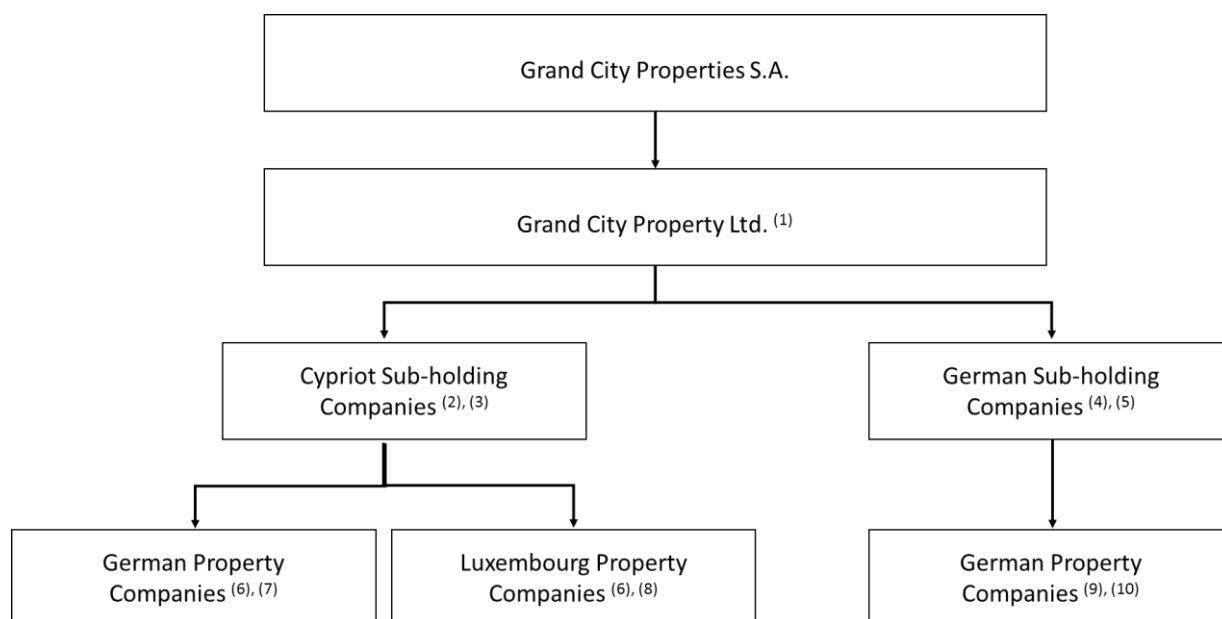 Grand City Properties S.A.
Grand City Property Ltd. (1)
Cypriot Sub-holding
Companies (2), (3)
German Sub-holding
Companies (4), (5)
German Property
Companies (6), (7)
Luxembourg Property
Companies (6), (8)
German Property
Companies (9), (10)